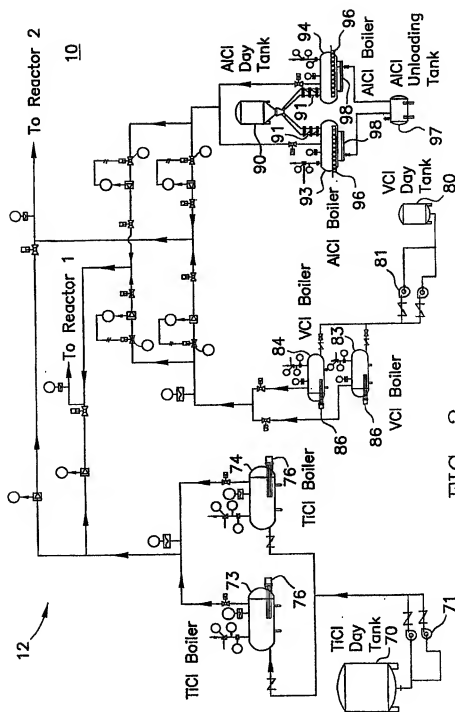 12
To Reactor 2
10
To Reactor 1
AlCl Day
Tank
90
94
96
91
91
AlCl Boiler
98
98
93
96
AlCl Boiler
97
AlCl
Unloading
Tank
VCl
Day
Tank
80
81
VCl Boiler
84
83
86
86
VCl Boiler
74
76
TiCl Boiler
73
76
TiCl Boiler
TiCl
Day
Tank
70
71